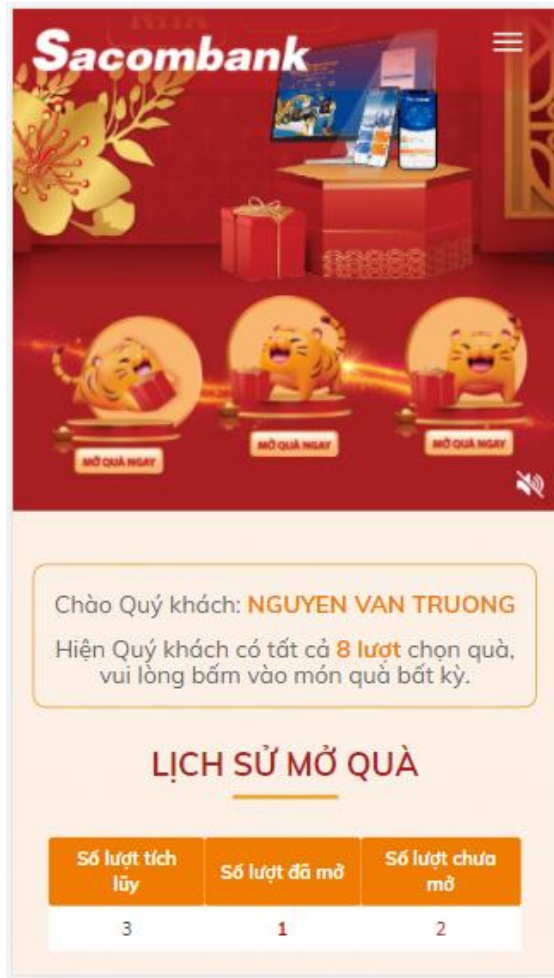 Sacombank
MỞ QUÀ NGAY
MỞ QUÀ NGAY
MỞ QUÀ NGAY
Chào Quý khách: NGUYEN VAN TRUONG
Hiện Quý khách có tất cả 8 lượt chọn quà,
vui lòng bấm vào món quà bất kỳ.
LỊCH SỬ MỞ QUÀ
Số lượt tích
lũy
Số lượt đã mở
Số lượt chưa
mở
3
1
2